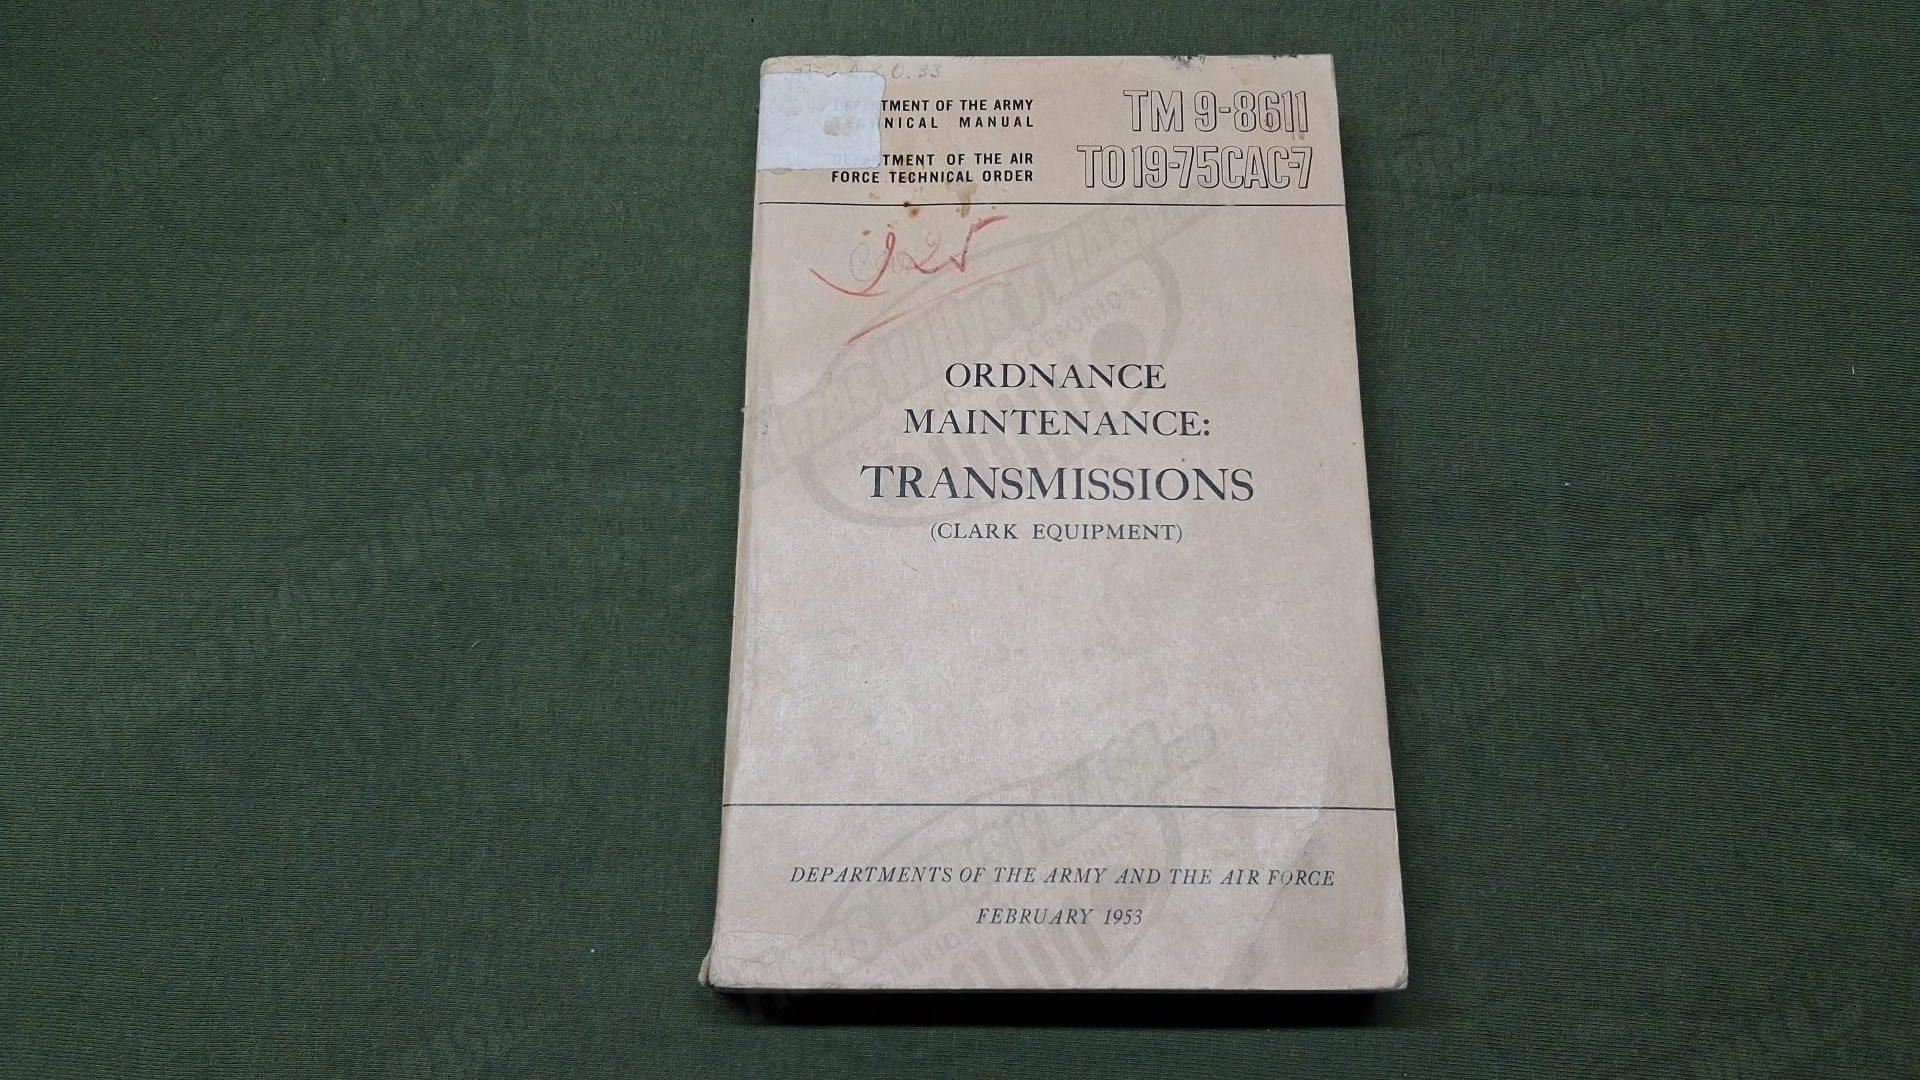 DEPARTMENT OF THE ARMY
TECHNICAL MANUAL
DEPARTMENT OF THE AIR
FORCE TECHNICAL ORDER
TM 9-8611
TO 19-75CAC-7
125
ORDNANCE
MAINTENANCE:
TRANSMISSIONS
(CLARK EQUIPMENT)
DEPARTMENTS OF THE ARMY AND THE AIR FORCE
FEBRUARY 1953